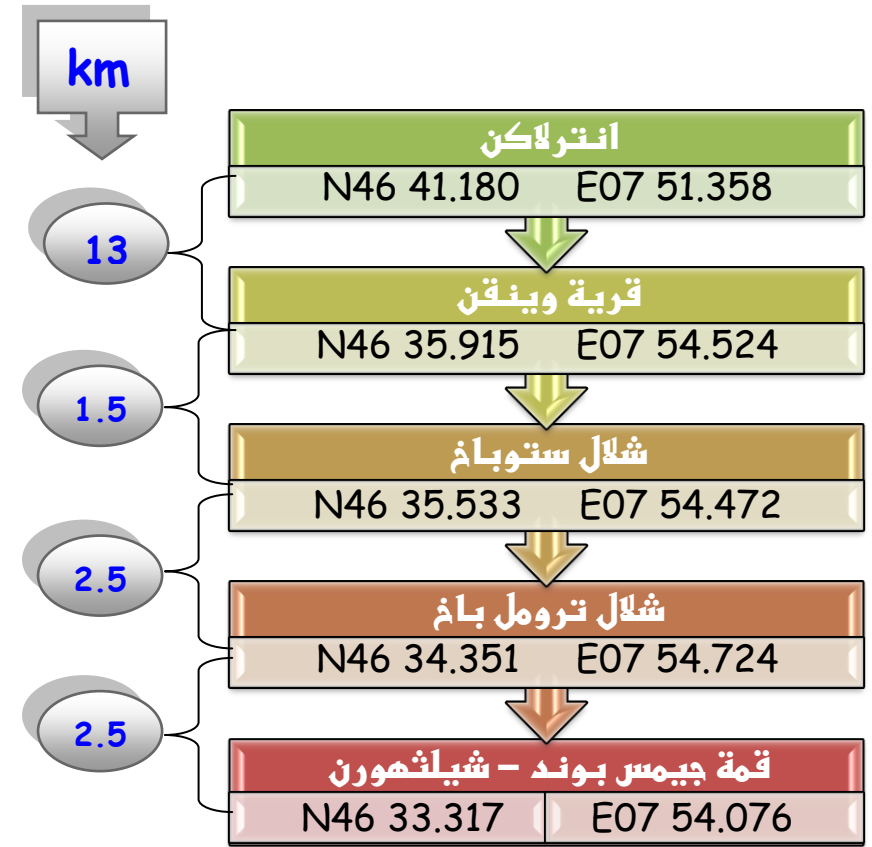 km
انترلاكن
N46 41.180 E07 51.358
13
قرية وينقن
N46 35.915 E07 54.524
1.5
شلال ستوباخ
N46 35.533 E07 54.472
2.5
شلال ترومل باخ
N46 34.351 E07 54.724
2.5
قمة جيمس بوند – شيلثهورن
N46 33.317 E07 54.076